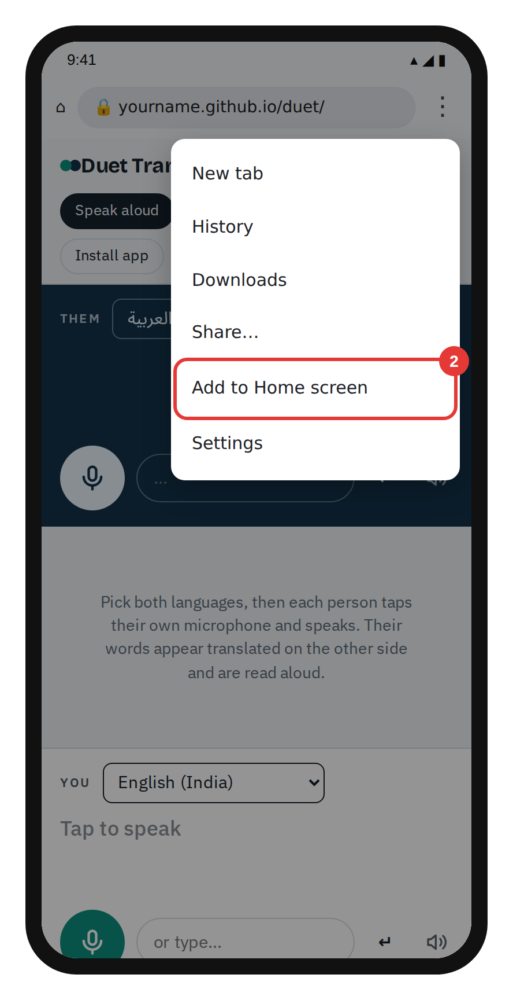 9:41
yourname.github.io/duet/
Duet Tran
New tab
Speak aloud
History
Install app
Downloads
THEM
العربية
Share…
2
Add to Home screen
Settings
...
Pick both languages, then each person taps
their own microphone and speaks. Their
words appear translated on the other side
and are read aloud.
YOU
English (India)
Tap to speak
or type...